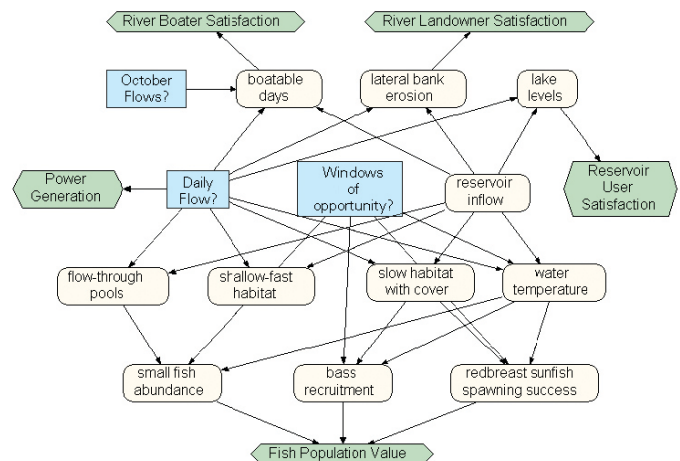 River Boater Satisfaction
River Landowner Satisfaction
October
Flows?
boatable
days
lateral bank
erosion
lake
levels
Power
Generation
Daily
Flow?
Windows
of
opportunity?
reservoir
inflow
Reservoir
User
Satisfaction
flow-through
pools
shallow-fast
habitat
slow habitat
with cover
water
temperature
small fish
abundance
bass
recruitment
redbreast sunfish
spawning success
Fish Population Value